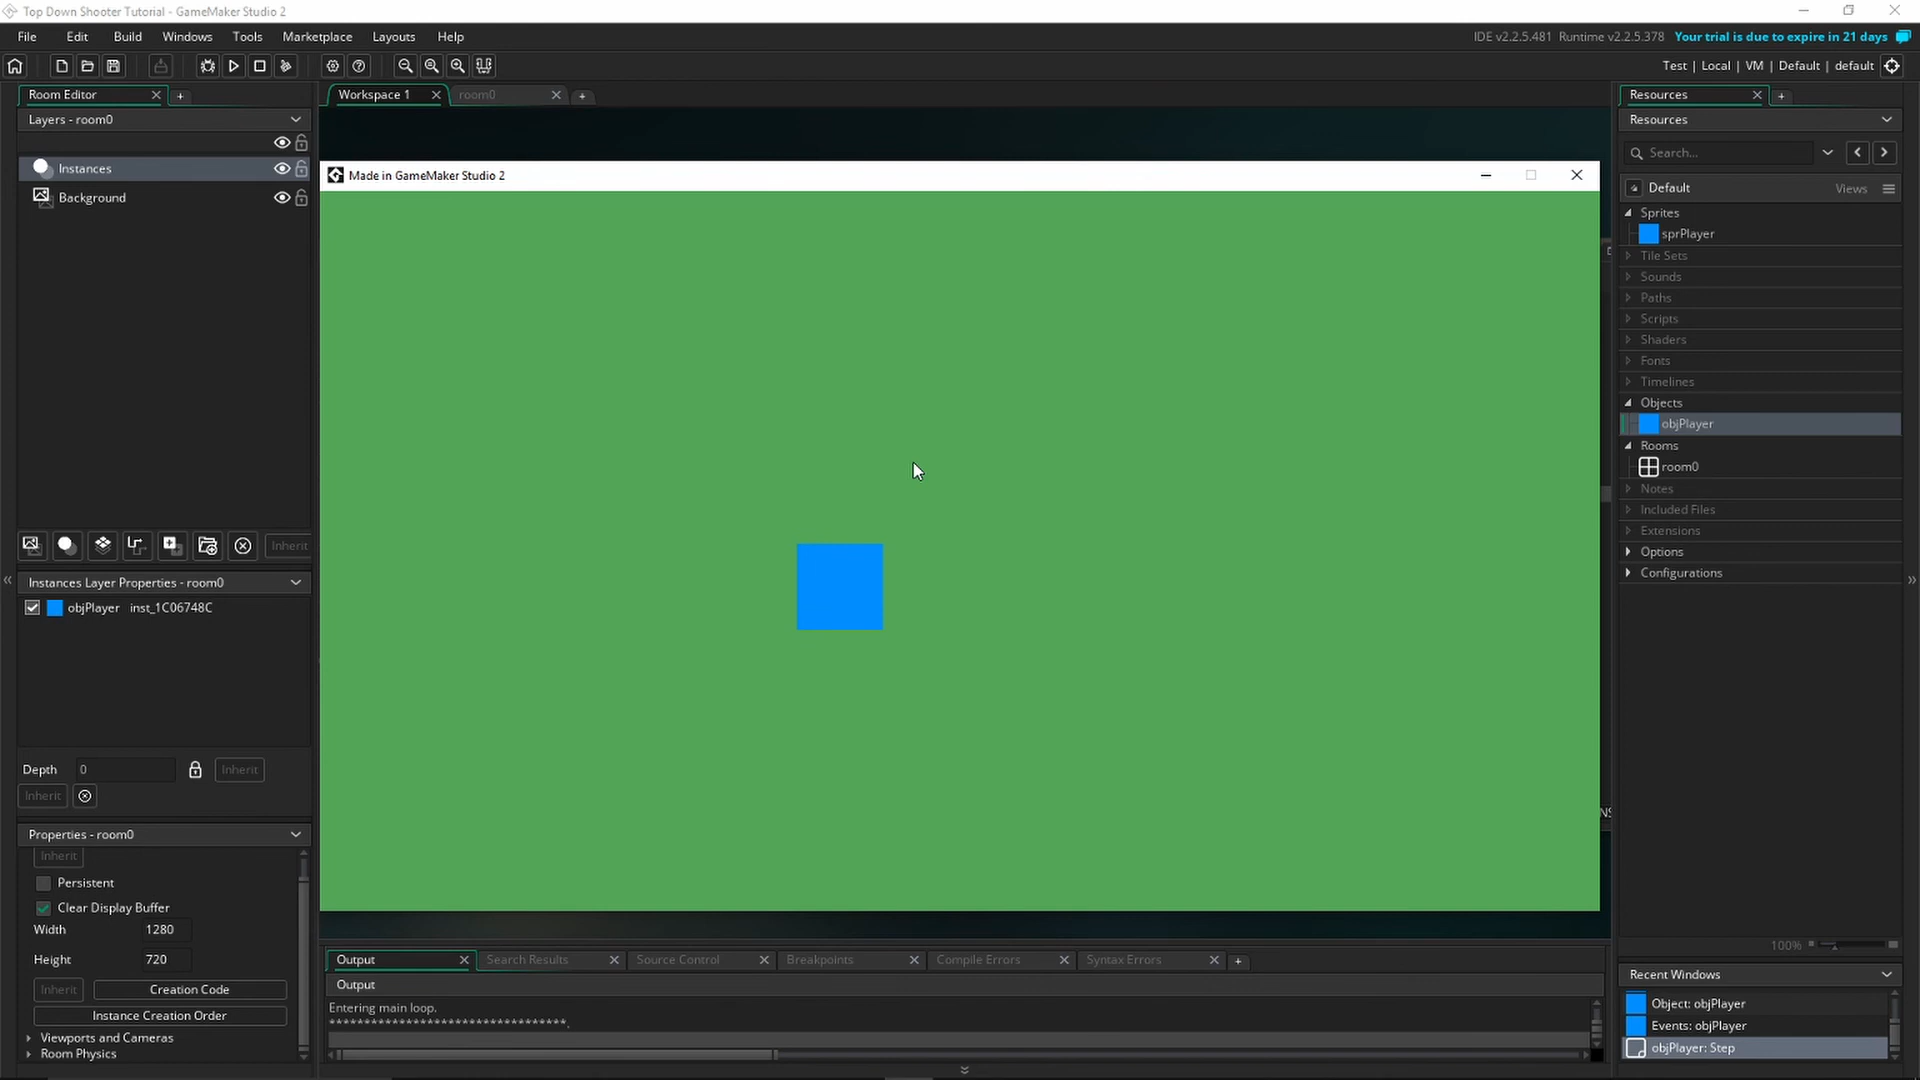 Top Down Shooter Tutorial - GameMaker Studio 2
File Edit Build Windows Tools Marketplace Layouts Help
IDE v2.2.5.481 Runtime v2.2.5.378 Your trial is due to expire in 21 days
Test | Local | VM | Default | default
Room Editor
Workspace 1
room0
Resources
Layers - room0
Resources
Search...
Instances
Background
Made in GameMaker Studio 2
Default
Views
Sprites
sprPlayer
Tile Sets
Sounds
Paths
Scripts
Shaders
Fonts
Timelines
Objects
objPlayer
Rooms
room0
Notes
Included Files
Extensions
Options
Configurations
Inherit
Instances Layer Properties - room0
objPlayer inst_1C06748C
Depth 0 Inherit
Inherit
Properties - room0
Inherit
Persistent
Clear Display Buffer
Width 1280
Height 720
Inherit Creation Code
Instance Creation Order
Viewports and Cameras
Room Physics
NS
100%
Output Search Results Source Control Breakpoints Compile Errors Syntax Errors
Output
Entering main loop.
Recent Windows
Object: objPlayer
Events: objPlayer
objPlayer: Step